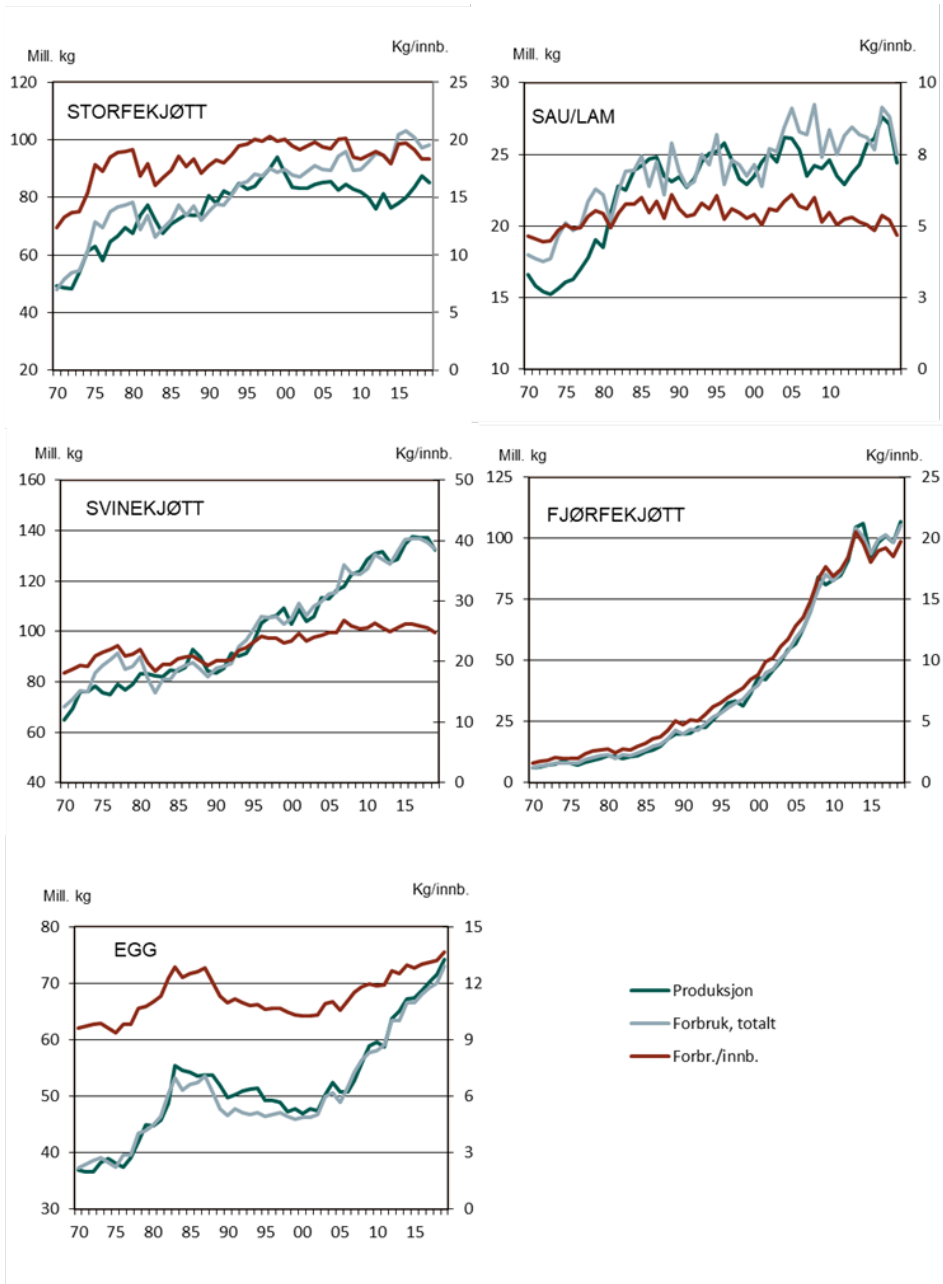 Mill. kg
Kg/innb.
STORFEKJØTT
120
100
80
60
40
20
25
20
15
10
5
0
70 75 80 85 90 95 00 05 10 15
Kg/innb.
Mill. kg
SAU/LAM
30
25
20
15
10
10
8
5
3
0
70 75 80 85 90 95 00 05 10
Mill. kg
Kg/innb.
SVINEKJØTT
160
140
120
100
80
60
40
50
40
30
20
10
0
70 75 80 85 90 95 00 05 10 15
Mill. kg
Kg/innb.
FJØRFEKJØTT
125
100
75
50
25
0
25
20
15
10
5
0
70 75 80 85 90 95 00 05 10 15
Mill. kg
Kg/innb.
EGG
80
70
60
50
40
30
15
12
9
6
3
0
70 75 80 85 90 95 00 05 10 15
Produksjon
Forbruk, totalt
Forbr./innb.